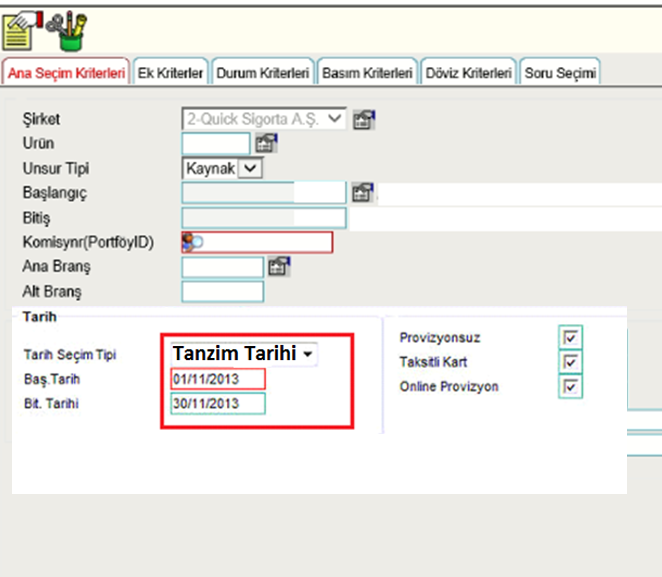 Ana Seçim Kriterleri Ek Kriterler Durum Kriterleri Basım Kriterleri Döviz Kriterleri Soru Seçimi
Şirket 2-Quick Sigorta A.Ş.
Urün
Unsur Tipi Kaynak
Başlangıç
Bitiş
Komisynr(PortföyID)
Ana Branş
Alt Branş
Tarih
Tarih Seçim Tipi Tanzim Tarihi
Baş.Tarih 01/11/2013
Bit. Tarihi 30/11/2013
Provizyonsuz
Taksitli Kart
Online Provizyon